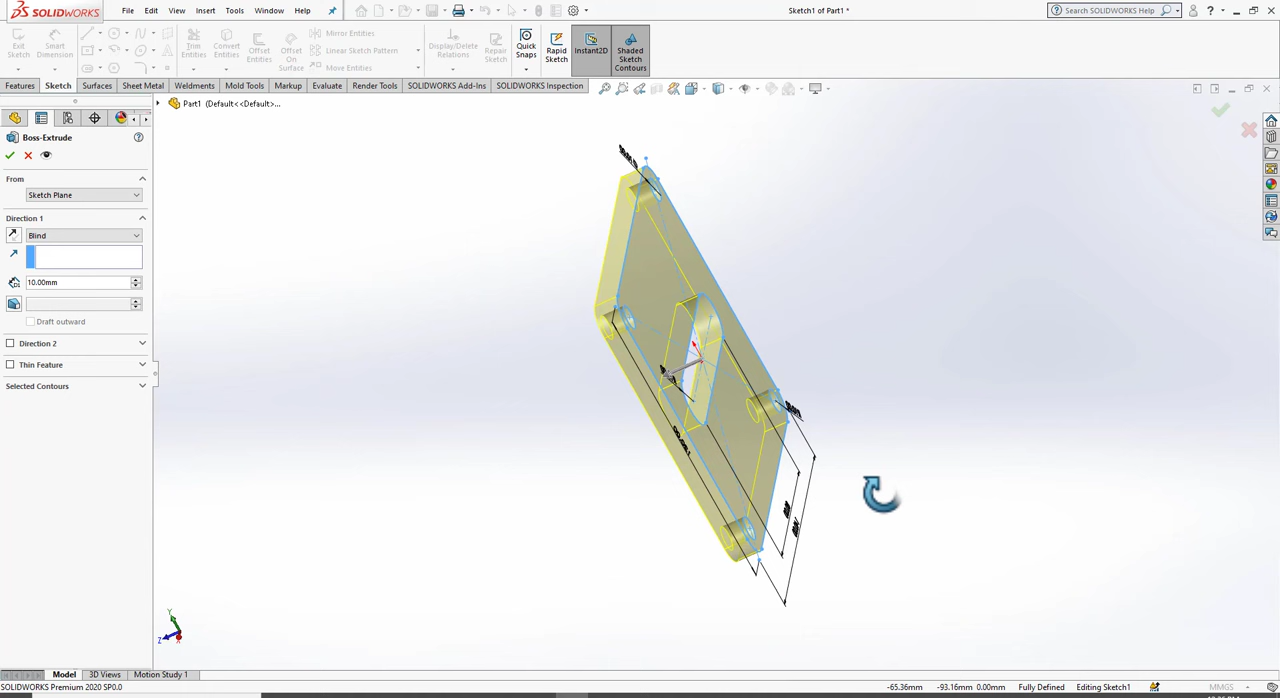 SOLIDWORKS File Edit View Insert Tools Window Help Sketch1 of Part1 * Search SOLIDWORKS Help ?
Exit Sketch Smart Dimension Trim Entities Convert Entities Offset Entities Offset On Surface Mirror Entities Linear Sketch Pattern Move Entities Display/Delete Relations Repair Sketch Quick Snaps Rapid Sketch Instant2D Shaded Sketch Contours
Features Sketch Surfaces Sheet Metal Weldments Mold Tools Markup Evaluate Render Tools SOLIDWORKS Add-Ins SOLIDWORKS Inspection
Part1 (Default<<Default>...
Boss-Extrude
From
Sketch Plane
Direction 1
Blind
10.00mm
Draft outward
Direction 2
Thin Feature
Selected Contours
Y
Z X
Model 3D Views Motion Study 1
SOLIDWORKS Premium 2020 SP0.0 -65.36mm -93.16mm 0.00mm Fully Defined Editing Sketch1 MMGS